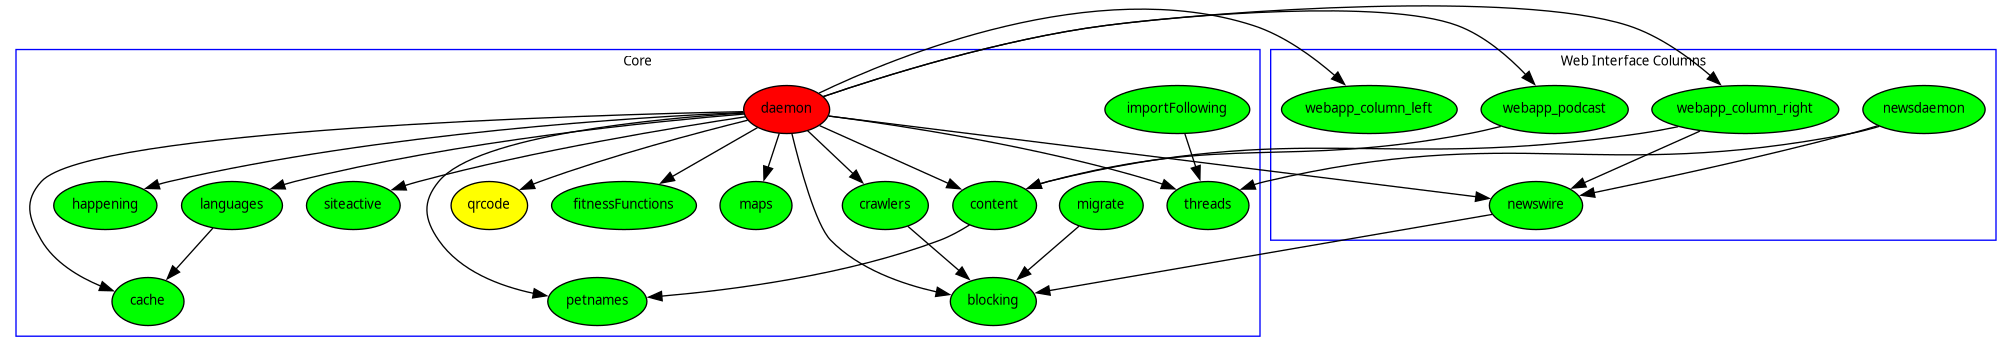 Core
Web Interface Columns
daemon
importFollowing
webapp_column_left
webapp_podcast
webapp_column_right
newsdaemon
happening
languages
siteactive
qrcode
fitnessFunctions
maps
crawlers
content
migrate
threads
newswire
cache
petnames
blocking